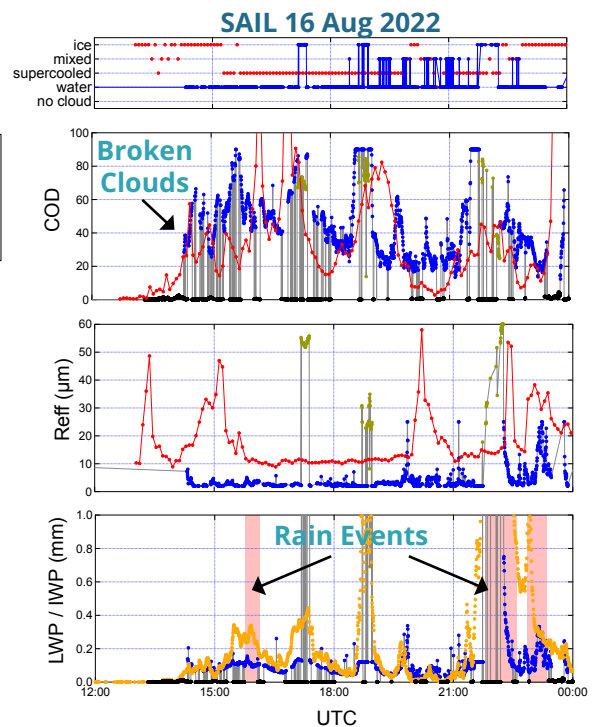 SAIL 16 Aug 2022
ice
mixed
supercooled
water
no cloud
100
80
60
40
20
0
COD
Broken
Clouds
60
50
40
30
20
10
0
Reff (μm)
1.0
0.8
0.6
0.4
0.2
0.0
LWP / IWP (mm)
Rain Events
12:00
15:00
18:00
21:00
00:00
UTC